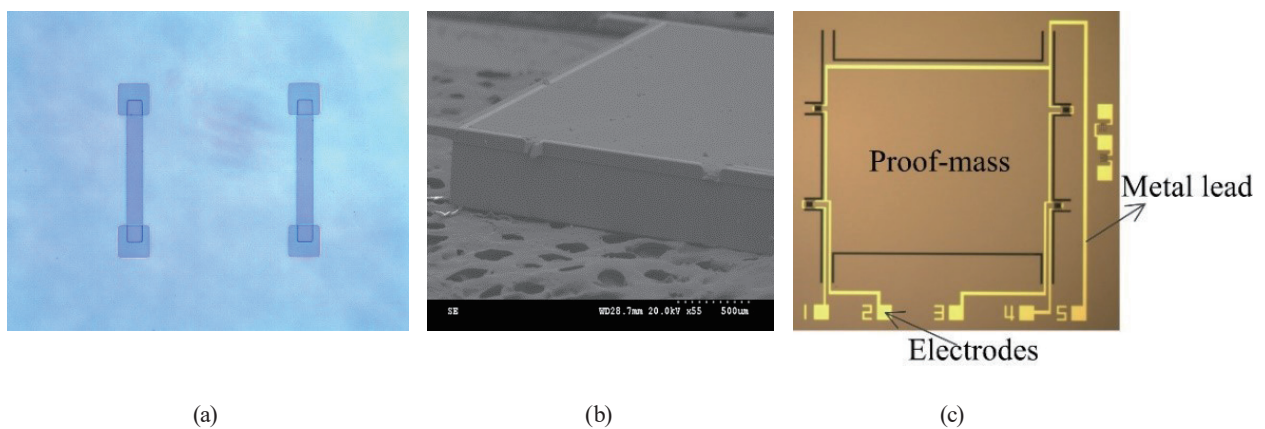 Proof-mass
Metal lead
1 2 3 4 5
SE WD28.7mm 20.0kV x55 500um
Electrodes
(a) (b) (c)